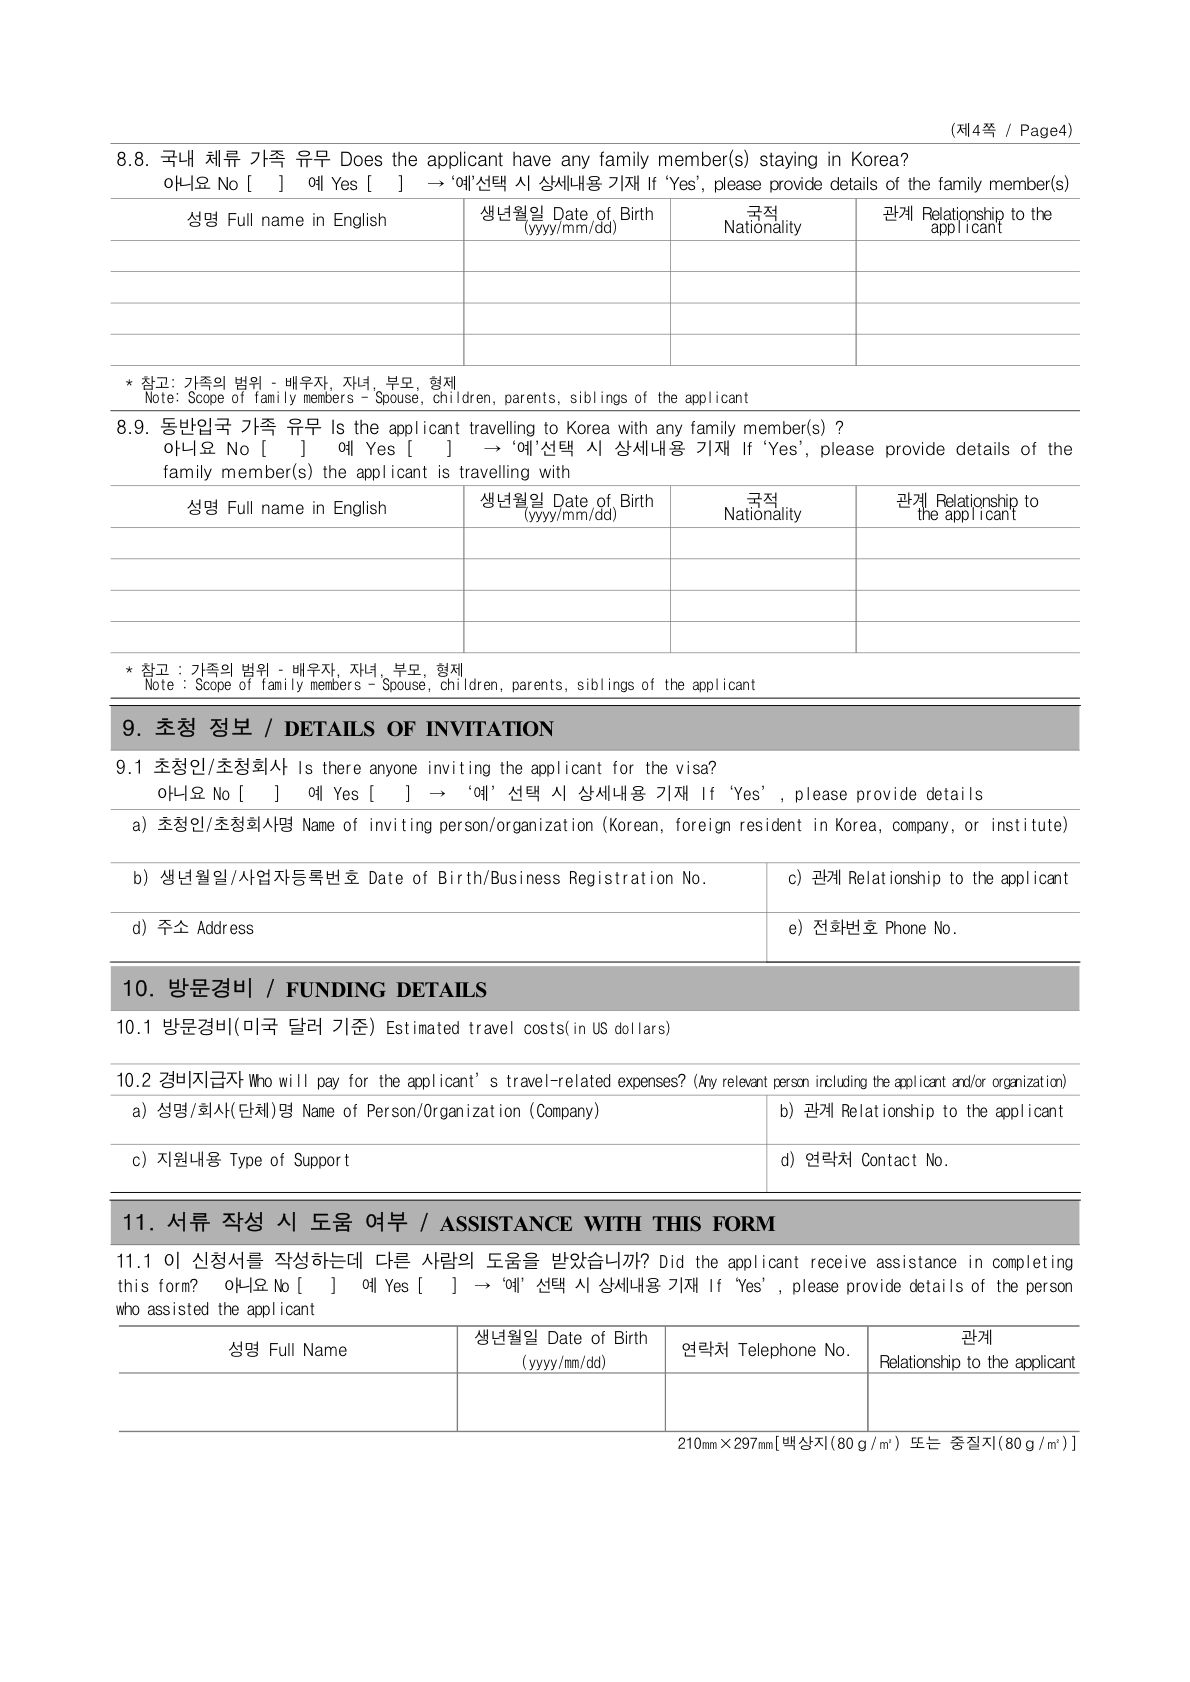 (제4쪽 / Page4)
8.8. 국내 체류 가족 유무 Does the applicant have any family member(s) staying in Korea?
아니요 No [ ] 예 Yes [ ] → ‘예’선택 시 상세내용 기재 If ‘Yes’, please provide details of the family member(s)
성명 Full name in English
생년월일 Date of Birth
(yyyy/mm/dd)
국적
Nationality
관계 Relationship to the
applicant
* 참고: 가족의 범위 - 배우자, 자녀, 부모, 형제
Note: Scope of family members - Spouse, children, parents, siblings of the applicant
8.9. 동반입국 가족 유무 Is the applicant travelling to Korea with any family member(s) ?
아니요 No [ ] 예 Yes [ ] → ‘예’선택 시 상세내용 기재 If ‘Yes’, please provide details of the
family member(s) the applicant is travelling with
성명 Full name in English
생년월일 Date of Birth
(yyyy/mm/dd)
국적
Nationality
관계 Relationship to
the applicant
* 참고 : 가족의 범위 - 배우자, 자녀, 부모, 형제
Note : Scope of family members - Spouse, children, parents, siblings of the applicant
9. 초청 정보 / DETAILS OF INVITATION
9.1 초청인/초청회사 Is there anyone inviting the applicant for the visa?
아니요 No [ ] 예 Yes [ ] → ‘예’ 선택 시 상세내용 기재 If ‘Yes’ , please provide details
a) 초청인/초청회사명 Name of inviting person/organization (Korean, foreign resident in Korea, company, or institute)
b) 생년월일/사업자등록번호 Date of Birth/Business Registration No.
c) 관계 Relationship to the applicant
d) 주소 Address
e) 전화번호 Phone No.
10. 방문경비 / FUNDING DETAILS
10.1 방문경비(미국 달러 기준) Estimated travel costs(in US dollars)
10.2 경비지급자 Who will pay for the applicant’ s travel-related expenses? (Any relevant person including the applicant and/or organization)
a) 성명/회사(단체)명 Name of Person/Organization (Company)
b) 관계 Relationship to the applicant
c) 지원내용 Type of Support
d) 연락처 Contact No.
11. 서류 작성 시 도움 여부 / ASSISTANCE WITH THIS FORM
11.1 이 신청서를 작성하는데 다른 사람의 도움을 받았습니까? Did the applicant receive assistance in completing
this form? 아니요 No [ ] 예 Yes [ ] → ‘예’ 선택 시 상세내용 기재 If ‘Yes’ , please provide details of the person
who assisted the applicant
성명 Full Name
생년월일 Date of Birth
(yyyy/mm/dd)
연락처 Telephone No.
관계
Relationship to the applicant
210㎜×297㎜[백상지(80ｇ/㎡) 또는 중질지(80ｇ/㎡)]